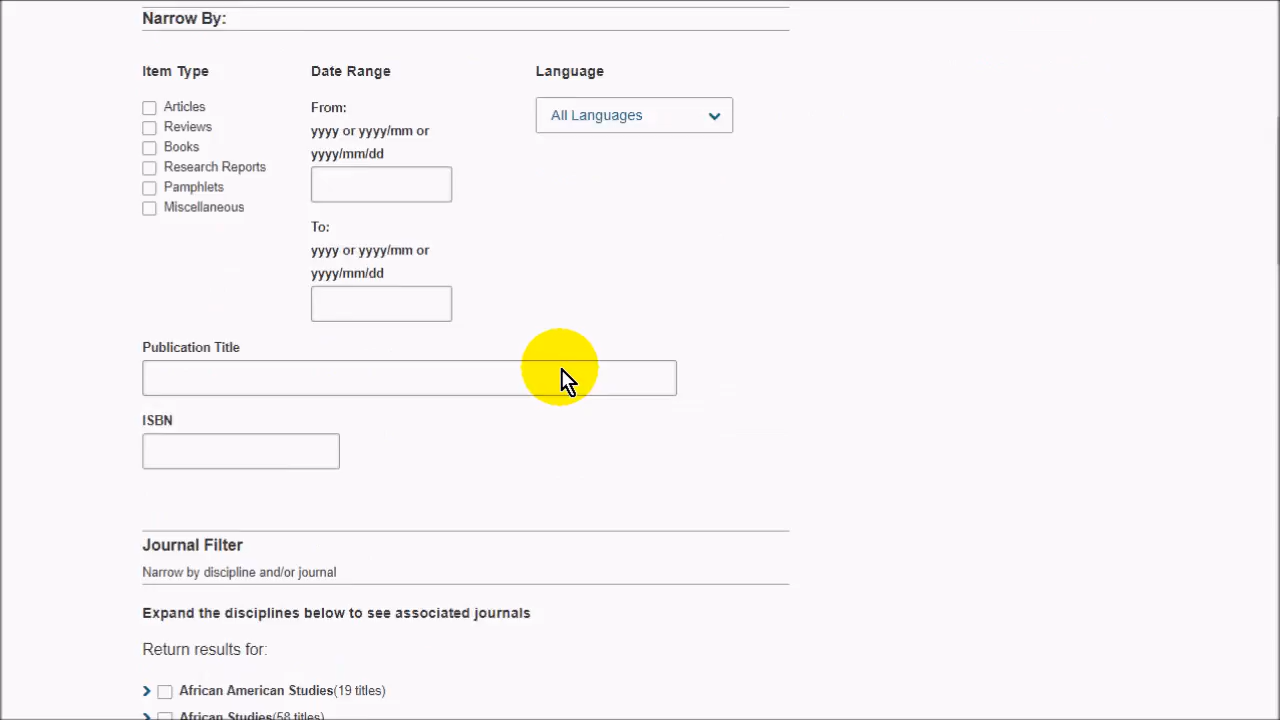 Narrow By:
Item Type
Articles
Reviews
Books
Research Reports
Pamphlets
Miscellaneous
Date Range
From:
yyyy or yyyy/mm or
yyyy/mm/dd
To:
yyyy or yyyy/mm or
yyyy/mm/dd
Language
All Languages
Publication Title
ISBN
Journal Filter
Narrow by discipline and/or journal
Expand the disciplines below to see associated journals
Return results for:
African American Studies(19 titles)
African Studies(58 titles)